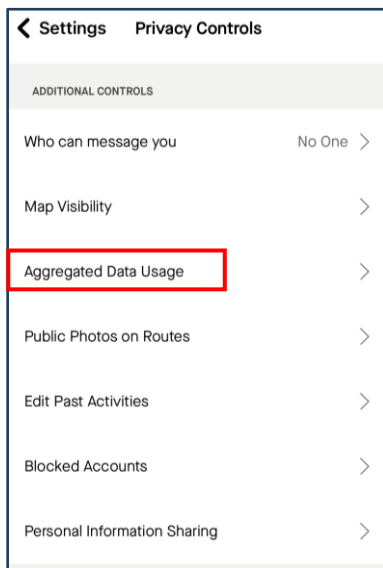 Settings Privacy Controls
ADDITIONAL CONTROLS
Who can message you No One
Map Visibility
Aggregated Data Usage
Public Photos on Routes
Edit Past Activities
Blocked Accounts
Personal Information Sharing